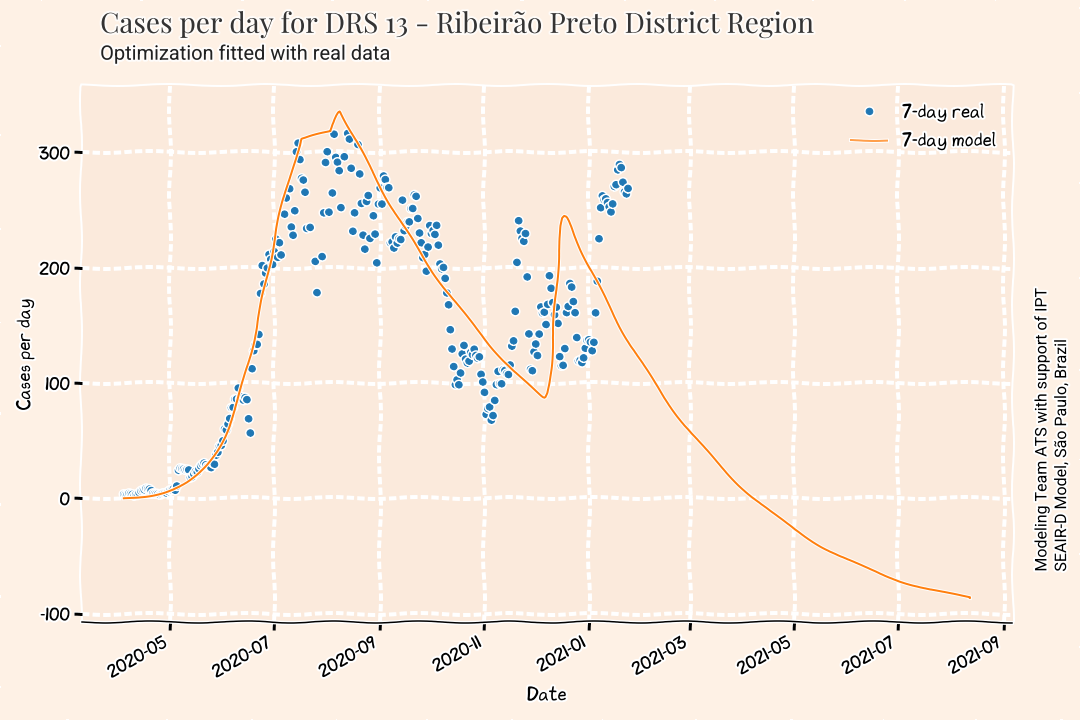 Cases per day for DRS 13 - Ribeirão Preto District Region
Optimization fitted with real data
7-day real
7-day model
300
200
100
0
-100
Cases per day
2020-05
2020-07
2020-09
2020-11
2021-01
2021-03
2021-05
2021-07
2021-09
Date
Modeling Team ATS with support of IPT
SEAIR-D Model, São Paulo, Brazil